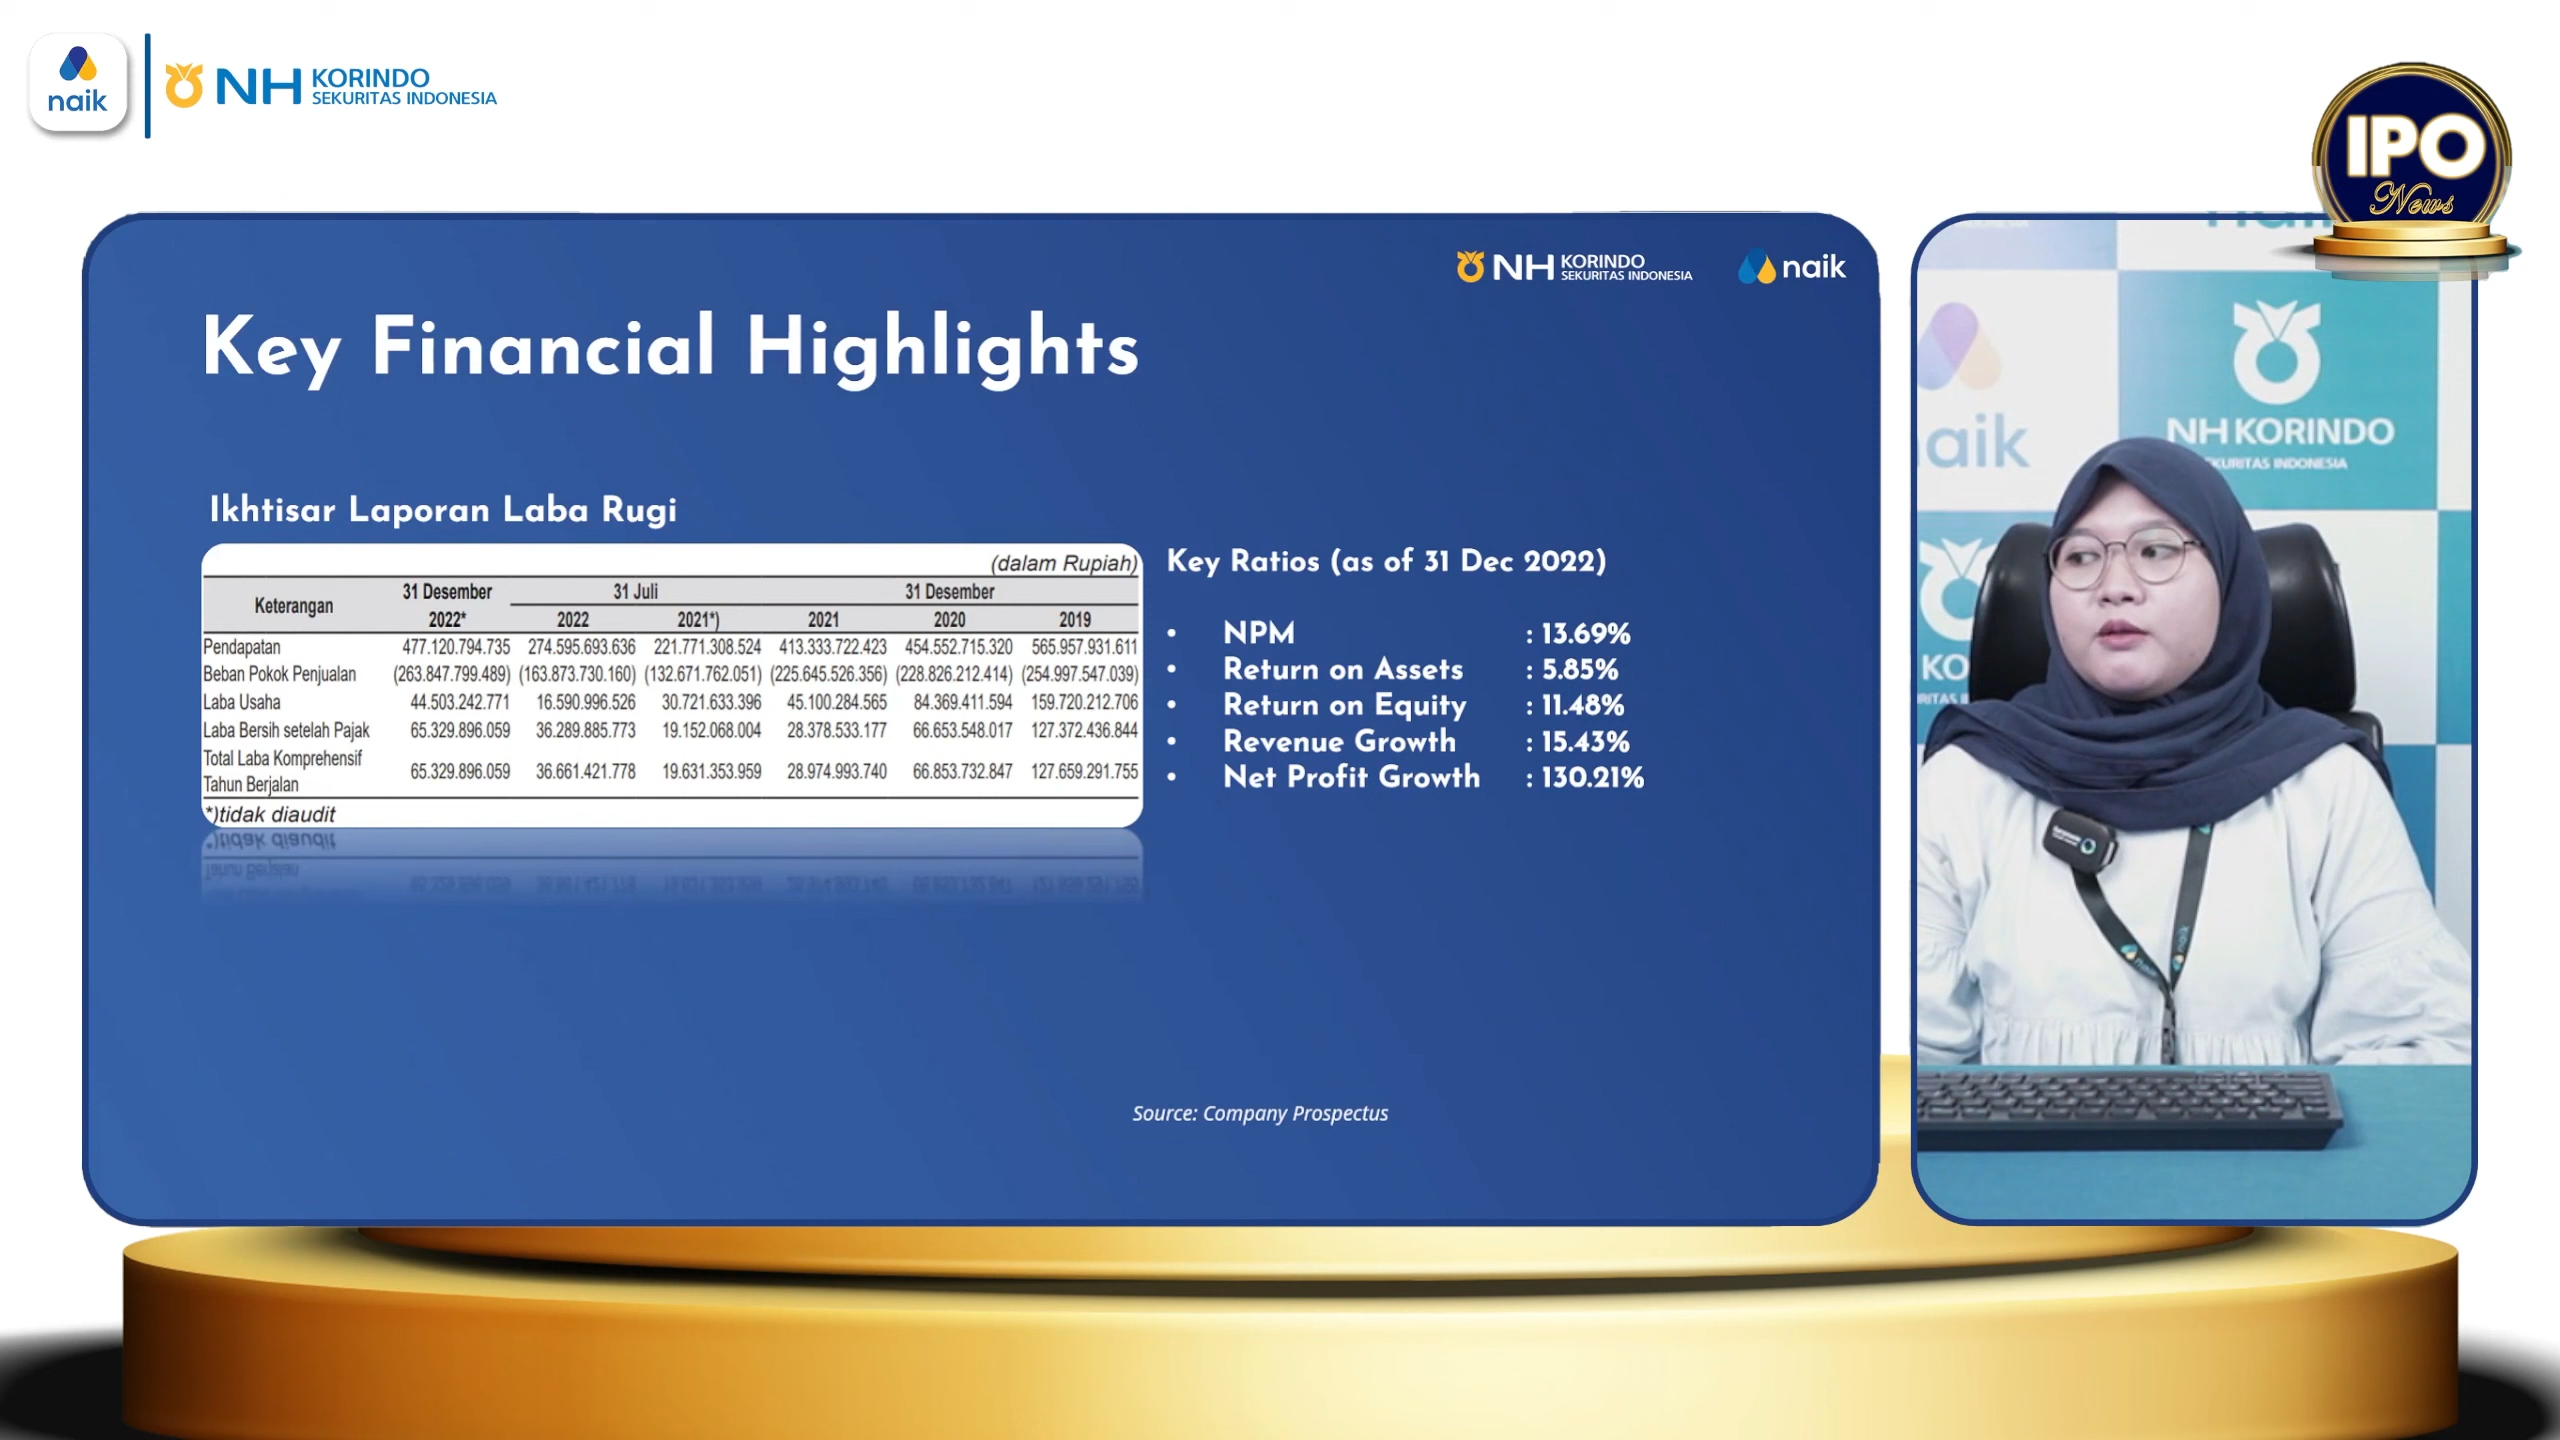 naik
NH KORINDO
SEKURITAS INDONESIA
IPO
News
NH KORINDO
SEKURITAS INDONESIA
naik
Key Financial Highlights
Ikhtisar Laporan Laba Rugi
(dalam Rupiah)
Keterangan 31 Desember 31 Juli 31 Desember
2022* 2022 2021*) 2021 2020 2019
Pendapatan 477.120.794.735 274.595.693.636 221.771.308.524 413.333.722.423 454.552.715.320 565.957.931.611
Beban Pokok Penjualan (263.847.799.489) (163.873.730.160) (132.671.762.051) (225.645.526.356) (228.826.212.414) (254.997.547.039)
Laba Usaha 44.503.242.771 16.590.996.526 30.721.633.396 45.100.284.565 84.369.411.594 159.720.212.706
Laba Bersih setelah Pajak 65.329.896.059 36.289.885.773 19.152.068.004 28.378.533.177 66.653.548.017 127.372.436.844
Total Laba Komprehensif
Tahun Berjalan 65.329.896.059 36.661.421.778 19.631.353.959 28.974.993.740 66.853.732.847 127.659.291.755
*)tidak diaudit
Key Ratios (as of 31 Dec 2022)
• NPM : 13.69%
• Return on Assets : 5.85%
• Return on Equity : 11.48%
• Revenue Growth : 15.43%
• Net Profit Growth : 130.21%
Source: Company Prospectus
aik
NH KORINDO
KURITAS INDONESIA
KO
RITAS I
naik